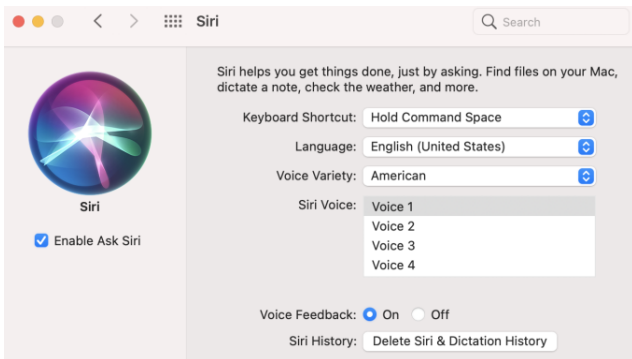 Siri
Search
Siri helps you get things done, just by asking. Find files on your Mac,
dictate a note, check the weather, and more.
Keyboard Shortcut: Hold Command Space
Language: English (United States)
Voice Variety: American
Siri Voice: Voice 1
Voice 2
Voice 3
Voice 4
Siri
Enable Ask Siri
Voice Feedback: On Off
Siri History: Delete Siri & Dictation History